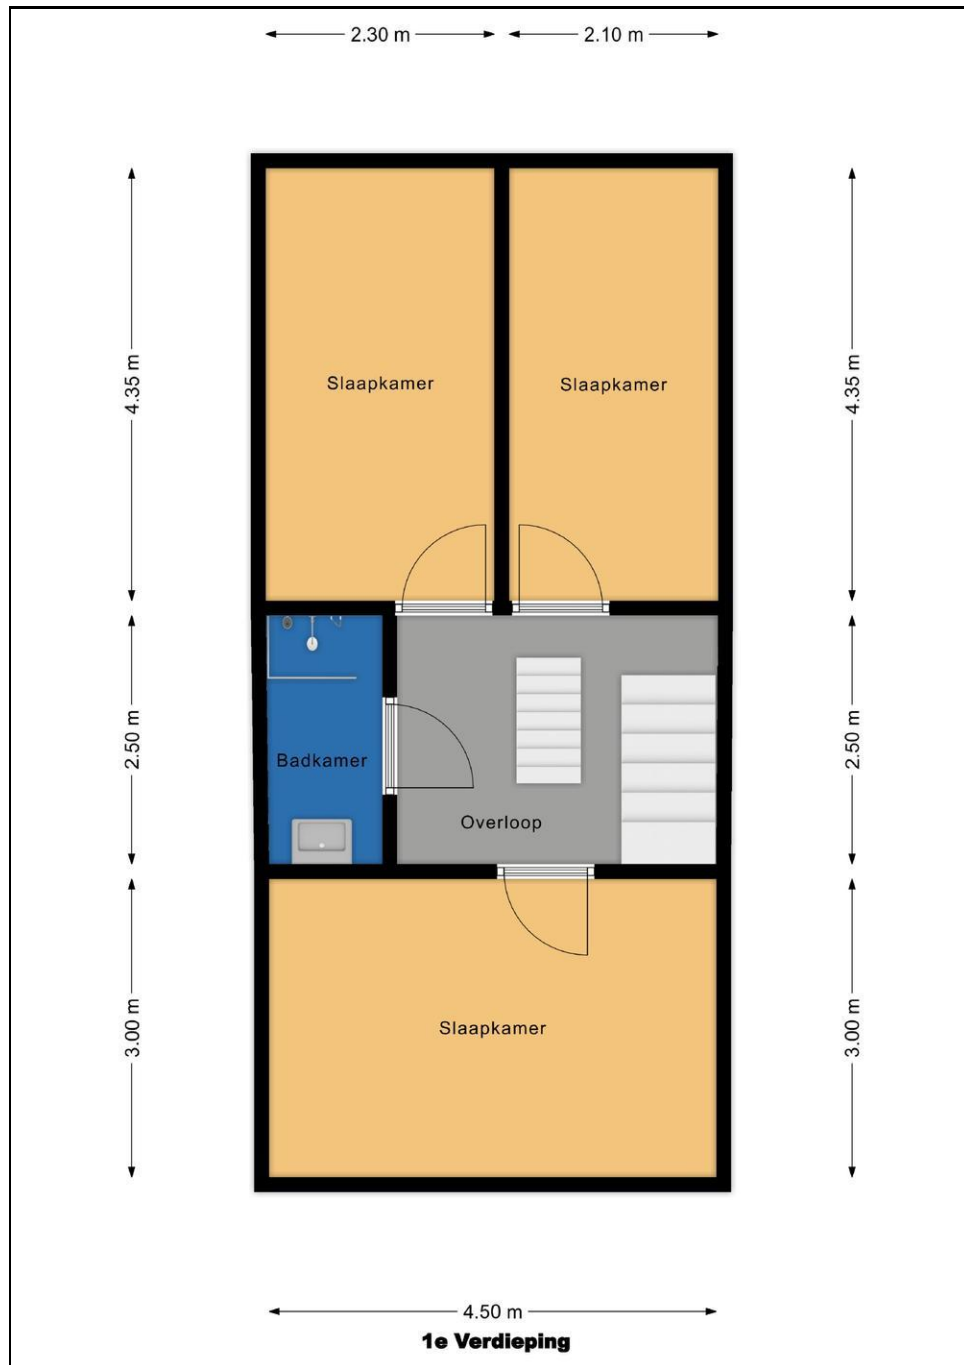 2.30 m
2.10 m
4.35 m
4.35 m
Slaapkamer
Slaapkamer
2.50 m
2.50 m
Badkamer
Overloop
3.00 m
3.00 m
Slaapkamer
4.50 m
1e Verdieping